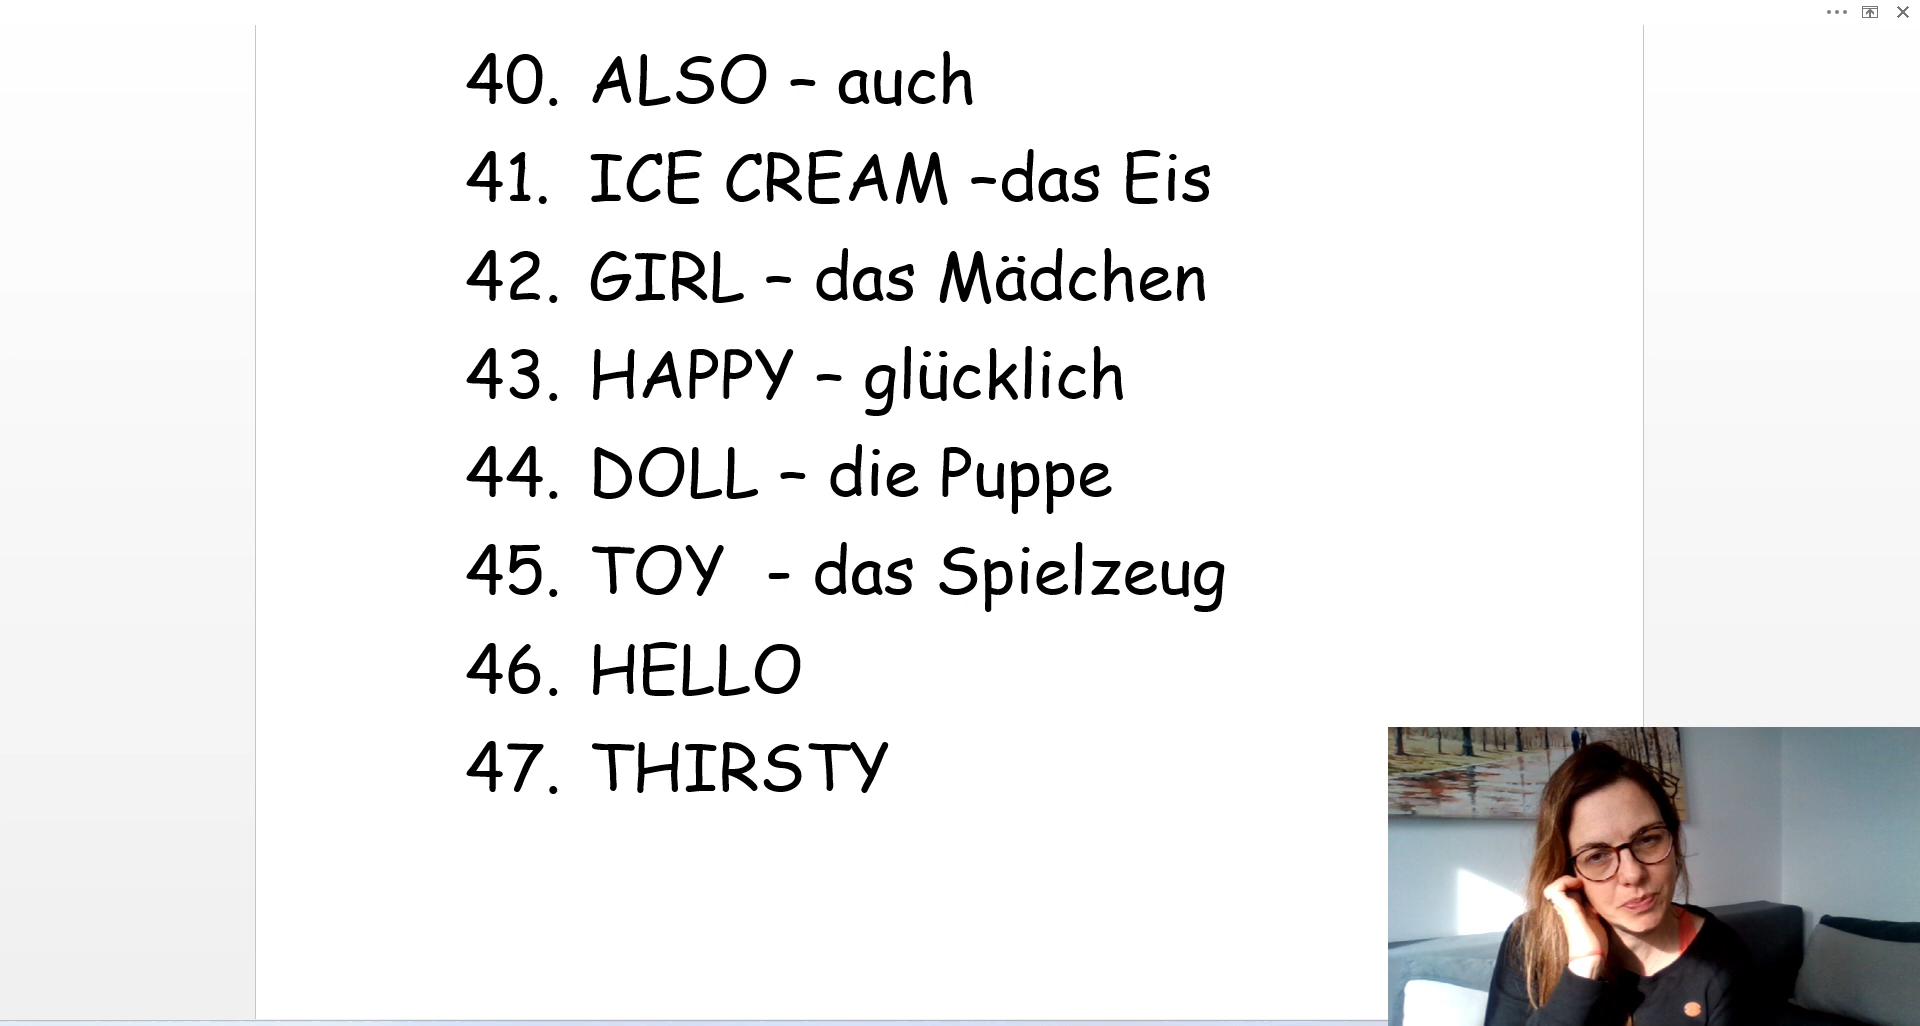 40. ALSO – auch
41. ICE CREAM –das Eis
42. GIRL – das Mädchen
43. HAPPY – glücklich
44. DOLL – die Puppe
45. TOY - das Spielzeug
46. HELLO
47. THIRSTY